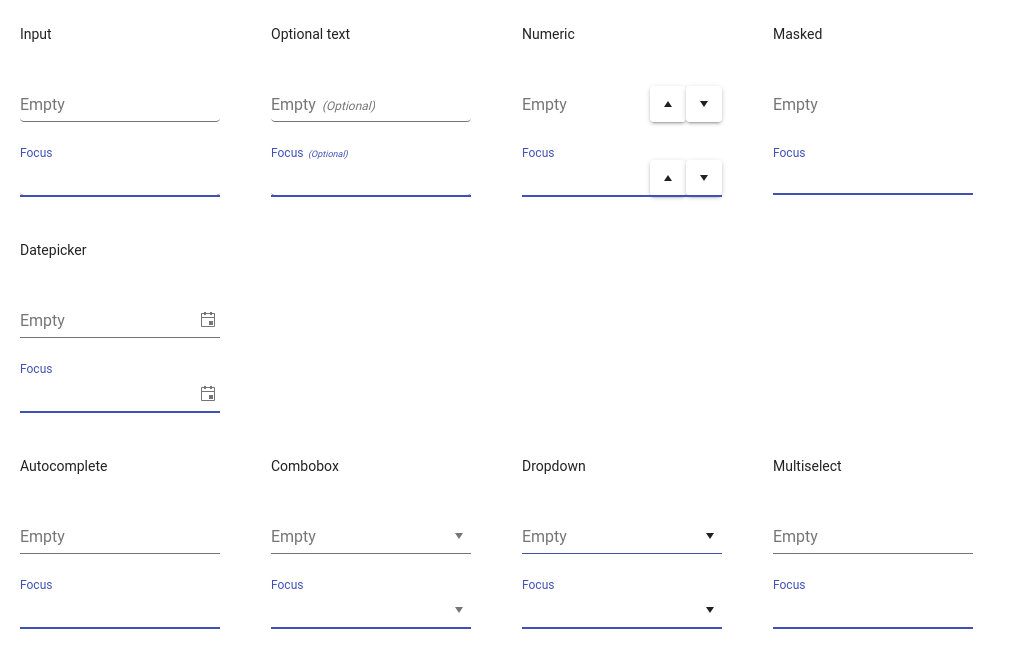 Input Optional text Numeric Masked
Empty Empty (Optional) Empty Empty
Focus Focus (Optional) Focus Focus
Datepicker
Empty
Focus
Autocomplete Combobox Dropdown Multiselect
Empty Empty Empty Empty
Focus Focus Focus Focus